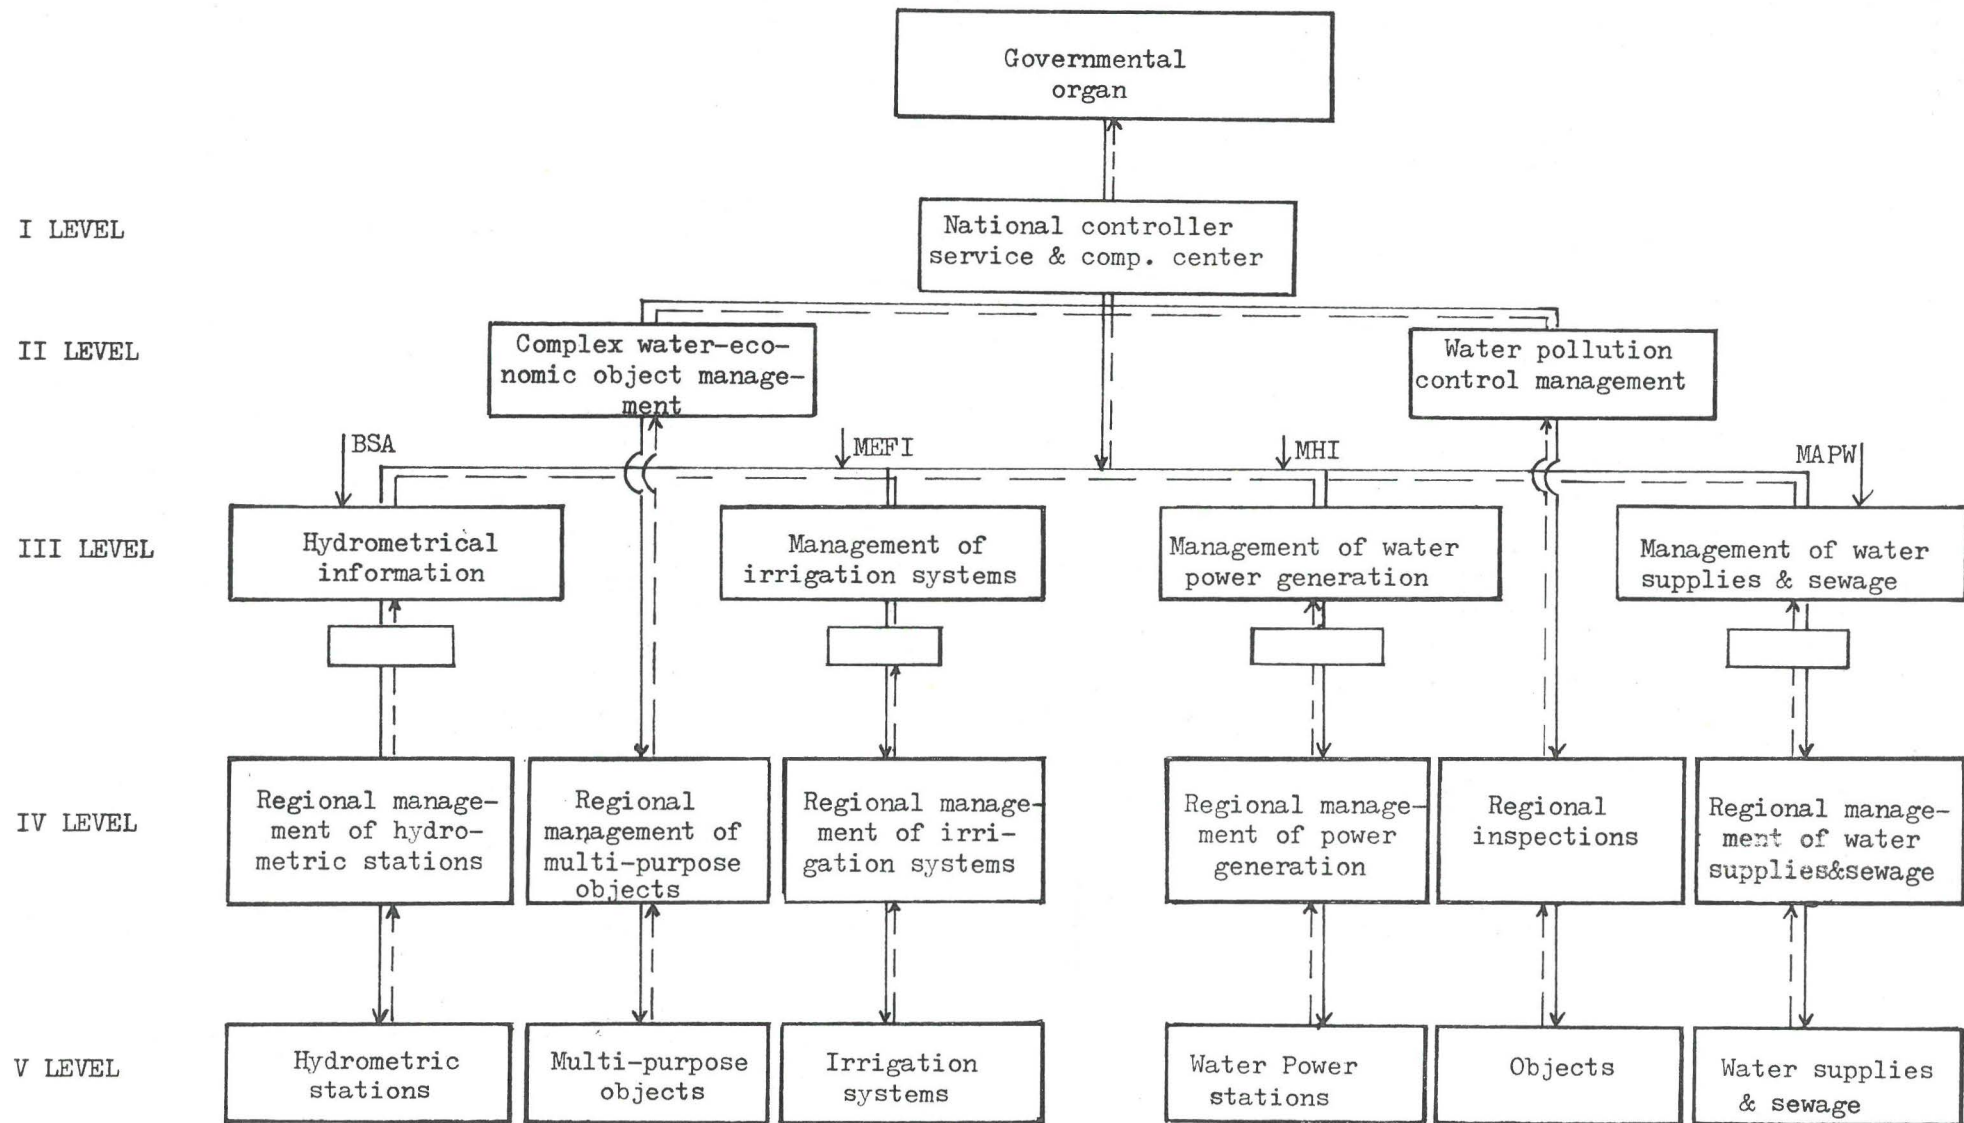 Governmental
organ
I LEVEL
National controller
service & comp. center
II LEVEL
Complex water-eco-
nomic object manage-
ment
Water pollution
control management
BSA
MEFI
MHI
MAPW
III LEVEL
Hydrometrical
information
Management of
irrigation systems
Management of water
power generation
Management of water
supplies & sewage
IV LEVEL
Regional manage-
ment of hydro-
metric stations
Regional
management of
multi-purpose
objects
Regional manage-
ment of irri-
gation systems
Regional manage-
ment of power
generation
Regional
inspections
Regional manage-
ment of water
supplies&sewage
V LEVEL
Hydrometric
stations
Multi-purpose
objects
Irrigation
systems
Water Power
stations
Objects
Water supplies
& sewage